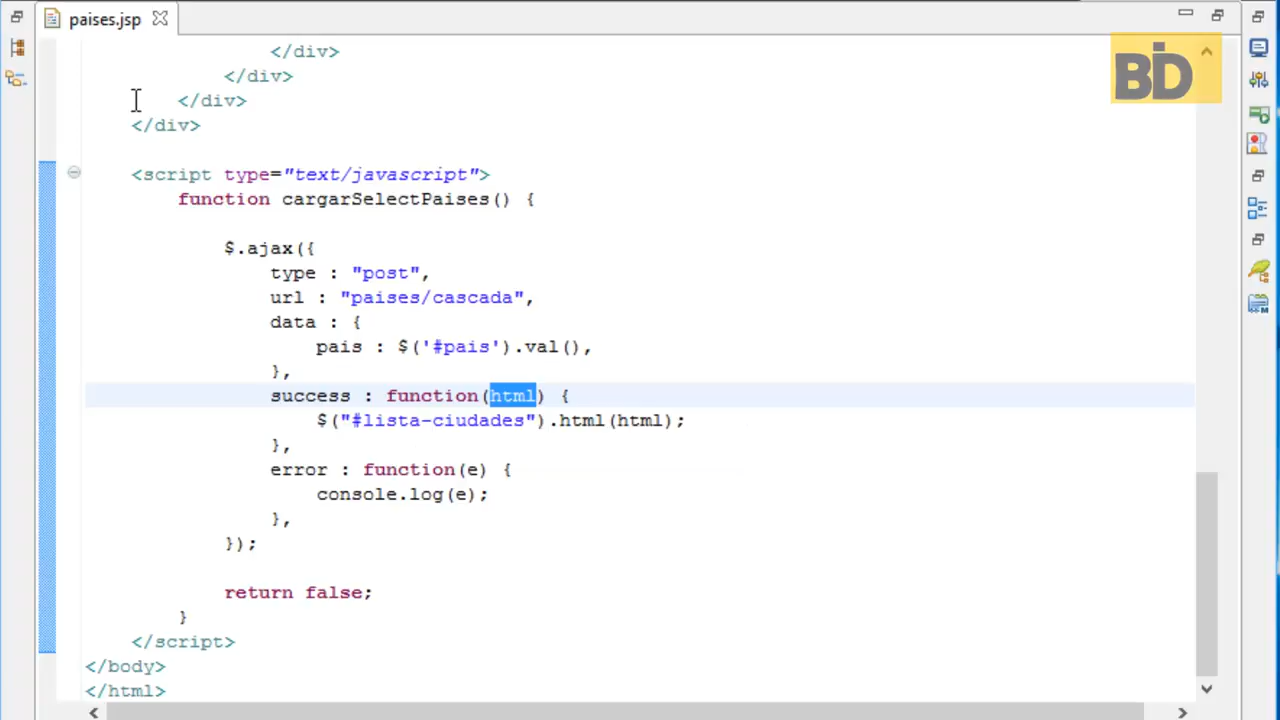 paises.jsp
BD
</div>
</div>
</div>
</div>
<script type="text/javascript">
function cargarSelectPaises() {
$.ajax({
type : "post",
url : "paises/cascada",
data : {
pais : $('#pais').val(),
},
success : function(html) {
$("#lista-ciudades").html(html);
},
error : function(e) {
console.log(e);
},
});
return false;
}
</script>
</body>
</html>